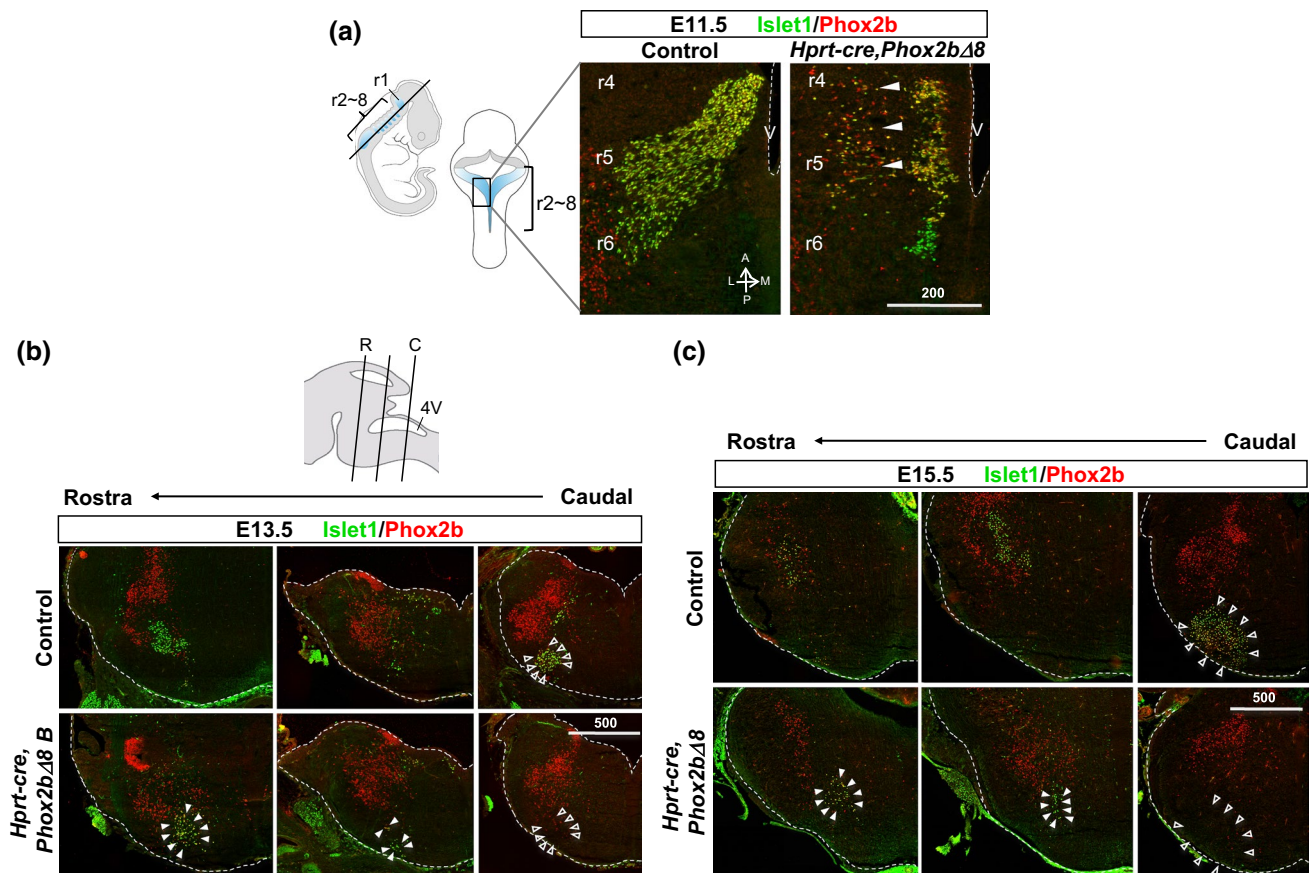 (a)
E11.5 Islet1/Phox2b
Control
Hprt-cre,Phox2bΔ8
r1
r2~8
r2~8
r4
r5
r6
A
L M
P
V
r4
r5
r6
V
200
(b)
R C
4V
Rostra Caudal
E13.5 Islet1/Phox2b
Control
Hprt-cre,
Phox2bΔ8 B
500
(c)
Rostra Caudal
E15.5 Islet1/Phox2b
Control
Hprt-cre,
Phox2bΔ8
500